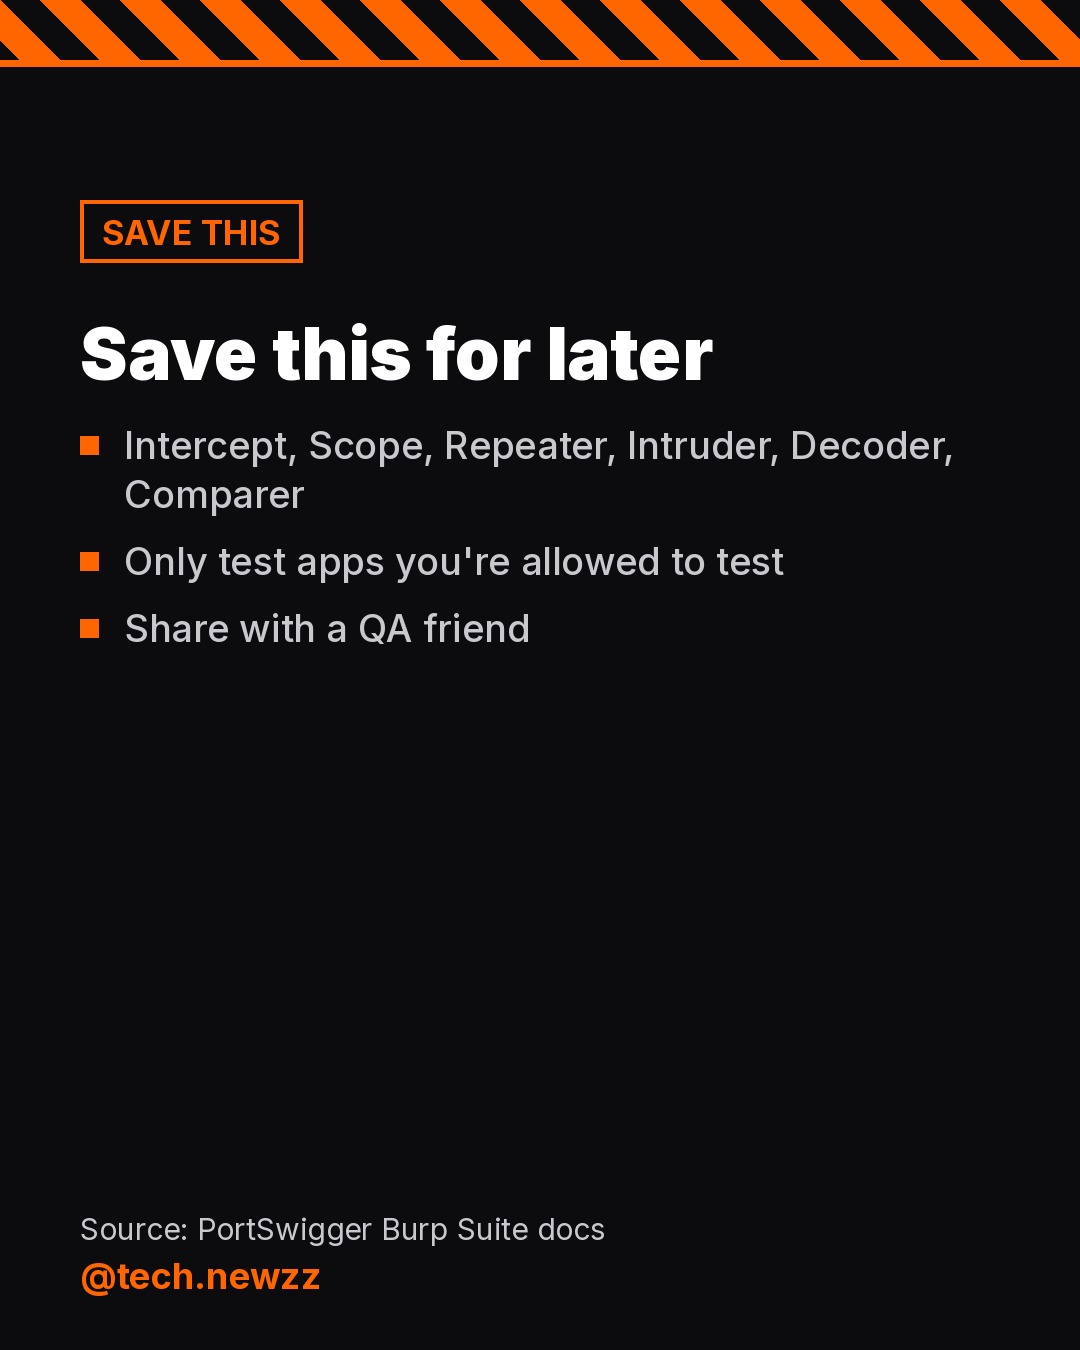 SAVE THIS
Save this for later
Intercept, Scope, Repeater, Intruder, Decoder,
Comparer
Only test apps you're allowed to test
Share with a QA friend
Source: PortSwigger Burp Suite docs
@tech.newzz